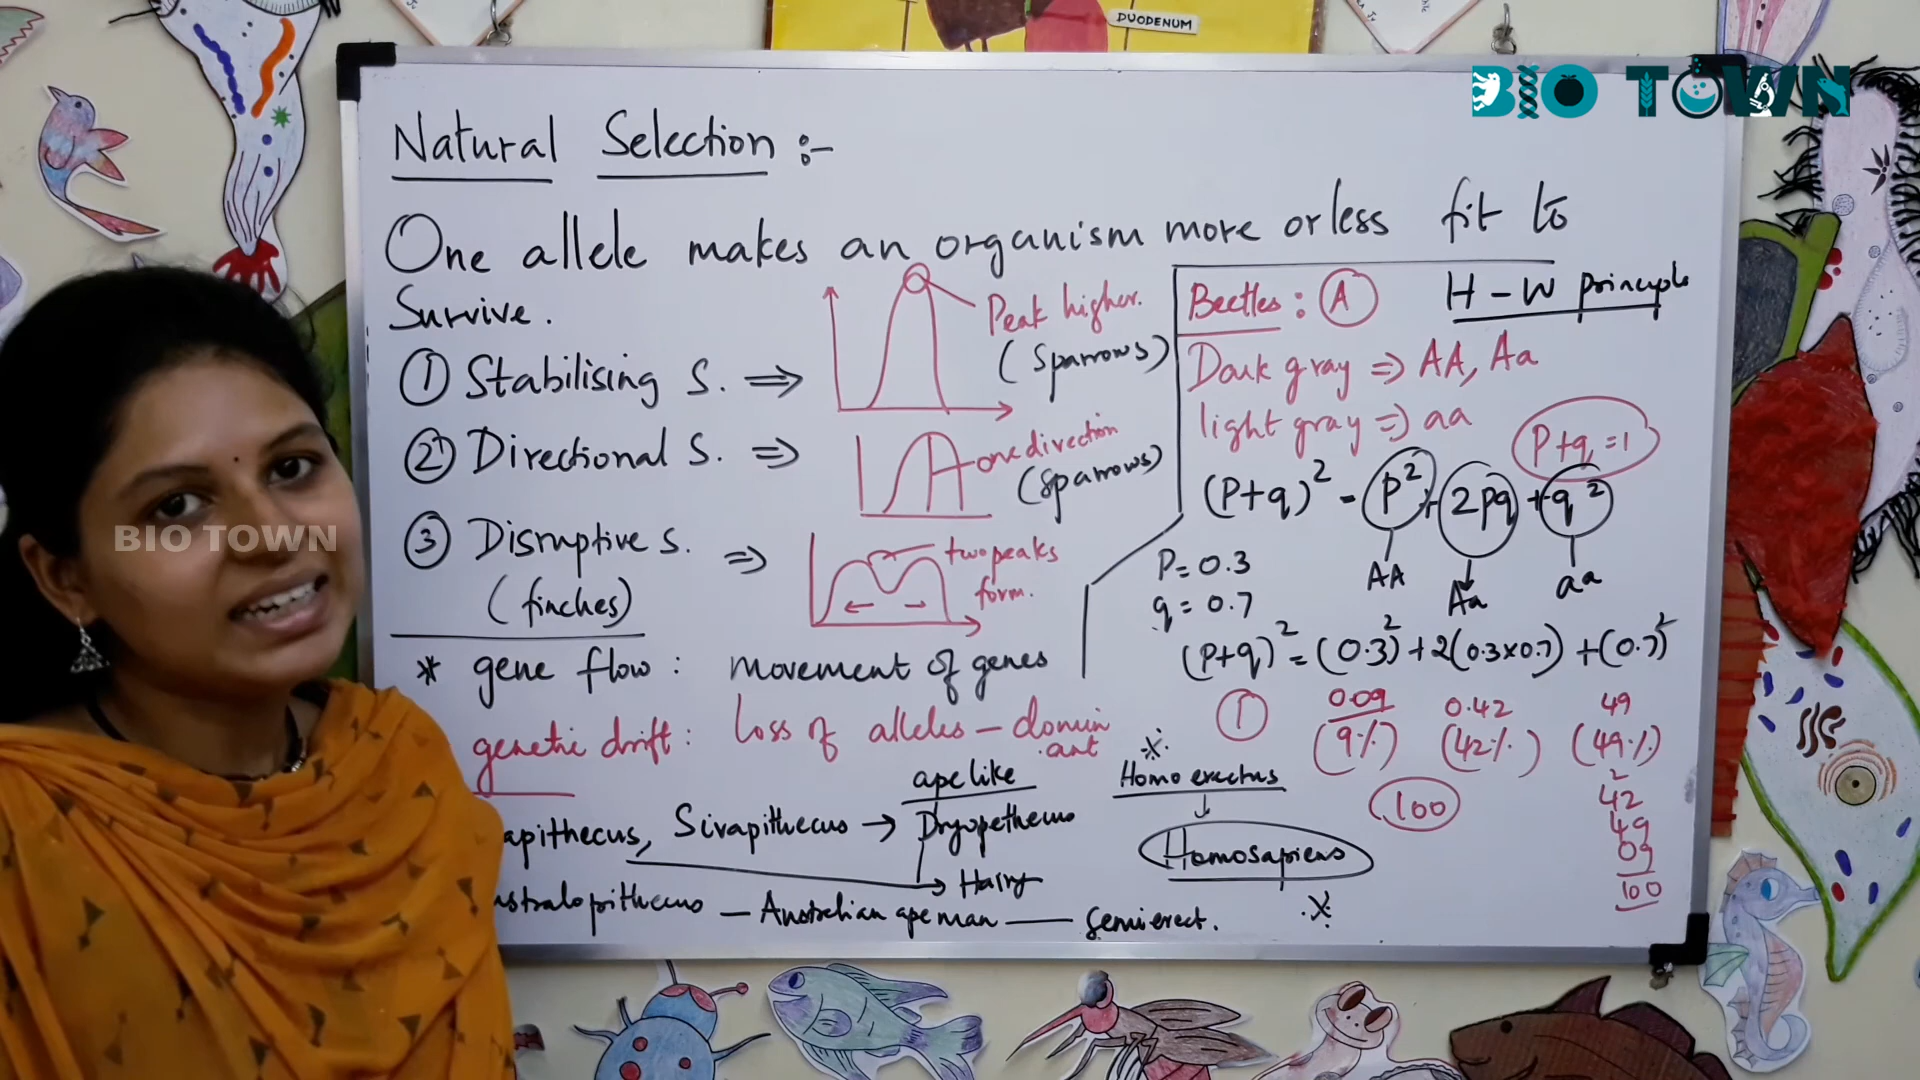 DUODENUM
BIO TOWN
Natural Selection :-
One allele makes an organism more or less fit to
Survive.
① Stabilising S. ⇒
Peak higher.
(Sparrows)
② Directional S. ⇒
one direction
(Sparrows)
③ Disruptive S. ⇒
(finches)
two peaks
form.
* gene flow : movement of genes
genetic drift : Loss of alleles - domin
ant
apithecus, Sivapithecus → Dryopethecus
ape like
→ Hairy
ustralopithecus - Australian ape man - Semierect.
Homo erectus
↓
Homosapiens
H - W principle
Beetles : A
Dark gray ⇒ AA, Aa
light gray ⇒ aa
P+q=1
(P+q)² = P² + 2Pq + q²
AA Aa aa
P = 0.3
q = 0.7
(P+q)² = (0.3)² + 2(0.3×0.7) + (0.7)²
1 0.09 0.42 49
(9%) (42%) (49%)
100
2
42
49
09
100
BIO TOWN